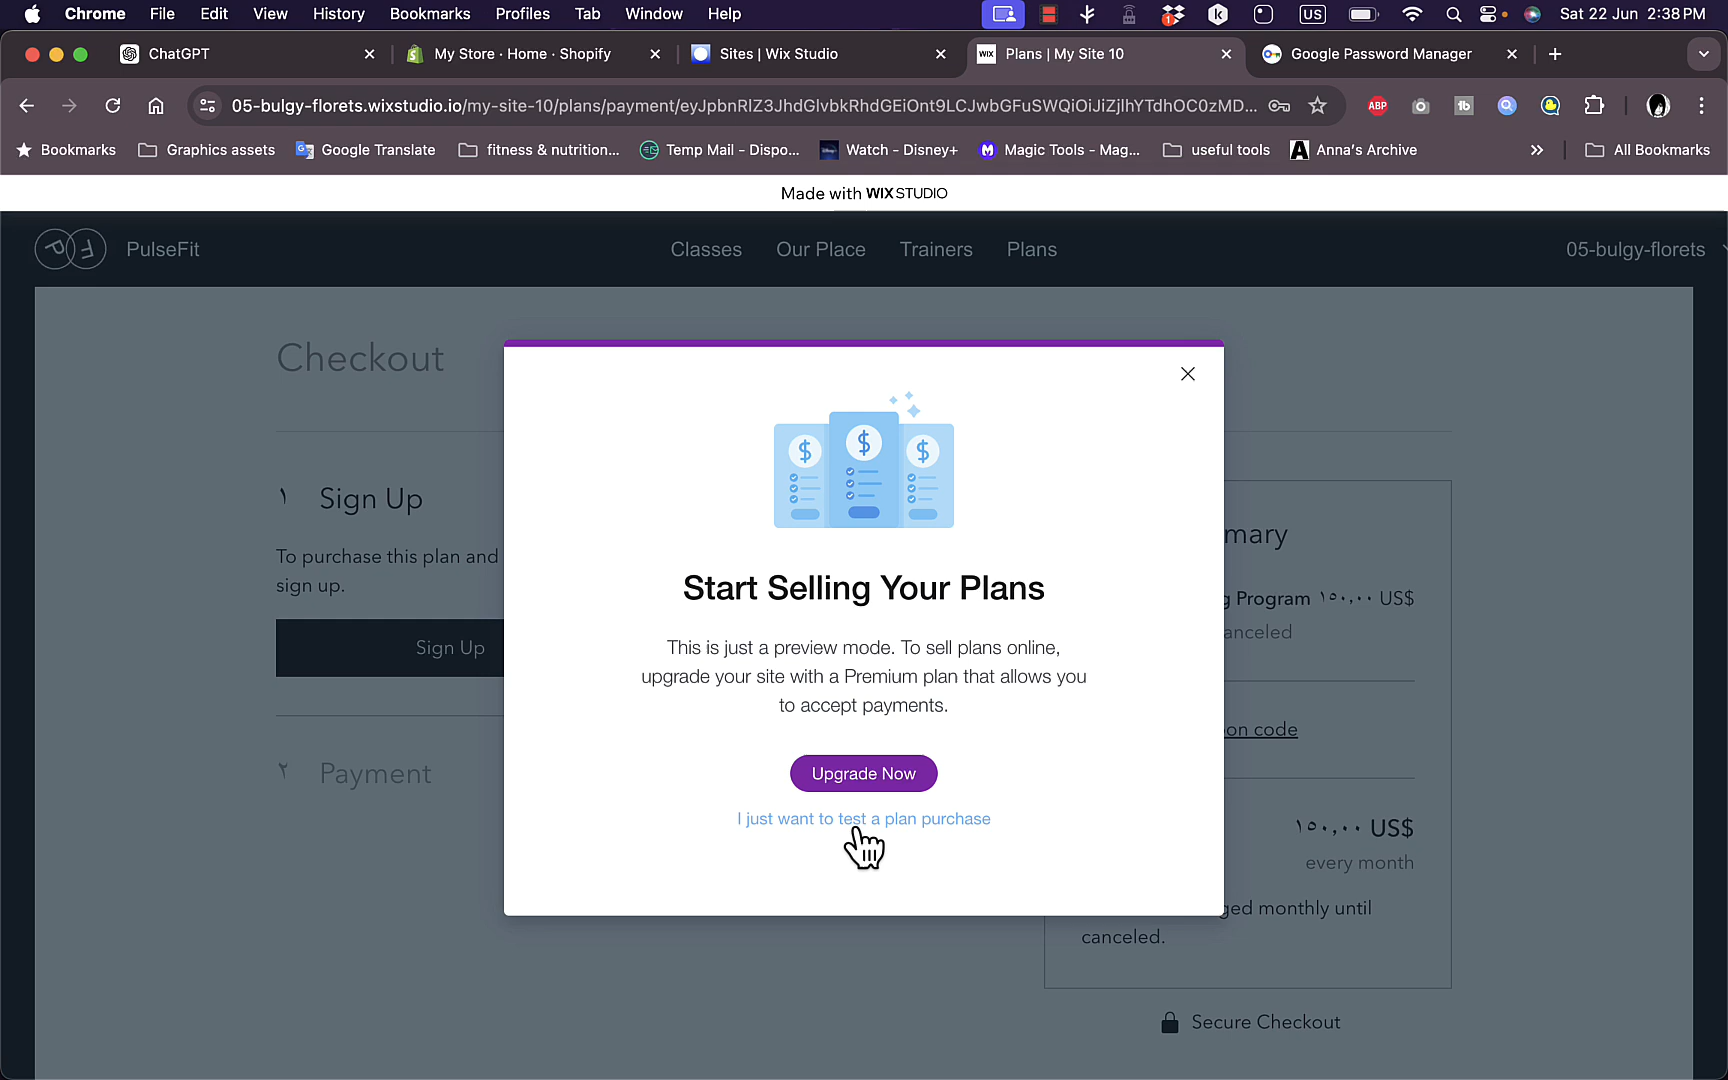 Chrome File Edit View History Bookmarks Profiles Tab Window Help US Sat 22 Jun 2:38 PM
ChatGPT My Store · Home · Shopify Sites | Wix Studio WIX Plans | My Site 10 Google Password Manager
05-bulgy-florets.wixstudio.io/my-site-10/plans/payment/eyJpbnRlZ3JhdGlvbkRhdGEiOnt9LCJwbGFuSWQiOiJiZjlhYTdhOC0zMD... ABP tb
Bookmarks Graphics assets Google Translate fitness & nutrition... Temp Mail - Dispo... Watch - Disney+ Magic Tools - Mag... useful tools Anna's Archive » All Bookmarks
Made with WIX STUDIO
PF PulseFit Classes Our Place Trainers Plans 05-bulgy-florets
Checkout
١ Sign Up
To purchase this plan and
sign up.
Sign Up
٢ Payment
Start Selling Your Plans
This is just a preview mode. To sell plans online,
upgrade your site with a Premium plan that allows you
to accept payments.
Upgrade Now
I just want to test a plan purchase
mary
g Program ١٥٠,٠٠ US$
anceled
on code
١٥٠,٠٠ US$
every month
ged monthly until
canceled.
Secure Checkout